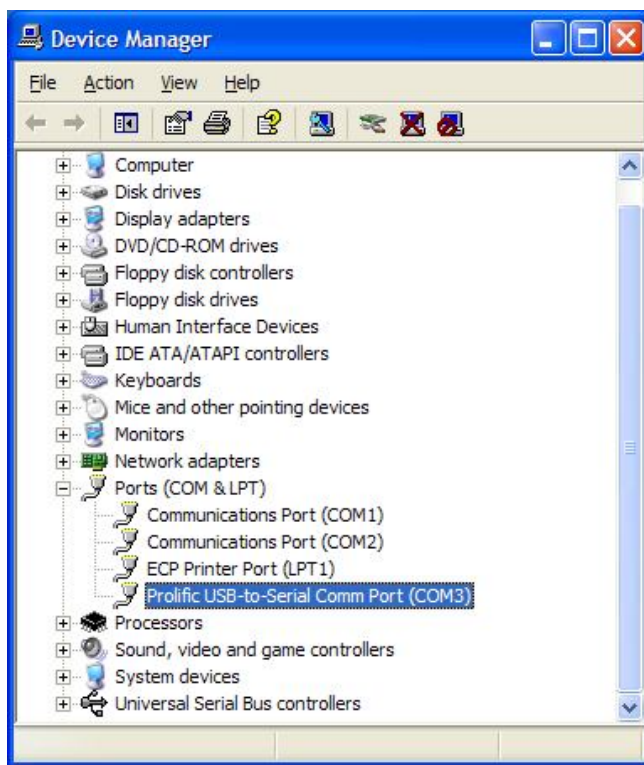 Device Manager
File Action View Help
Computer
Disk drives
Display adapters
DVD/CD-ROM drives
Floppy disk controllers
Floppy disk drives
Human Interface Devices
IDE ATA/ATAPI controllers
Keyboards
Mice and other pointing devices
Monitors
Network adapters
Ports (COM & LPT)
Communications Port (COM1)
Communications Port (COM2)
ECP Printer Port (LPT1)
Prolific USB-to-Serial Comm Port (COM3)
Processors
Sound, video and game controllers
System devices
Universal Serial Bus controllers